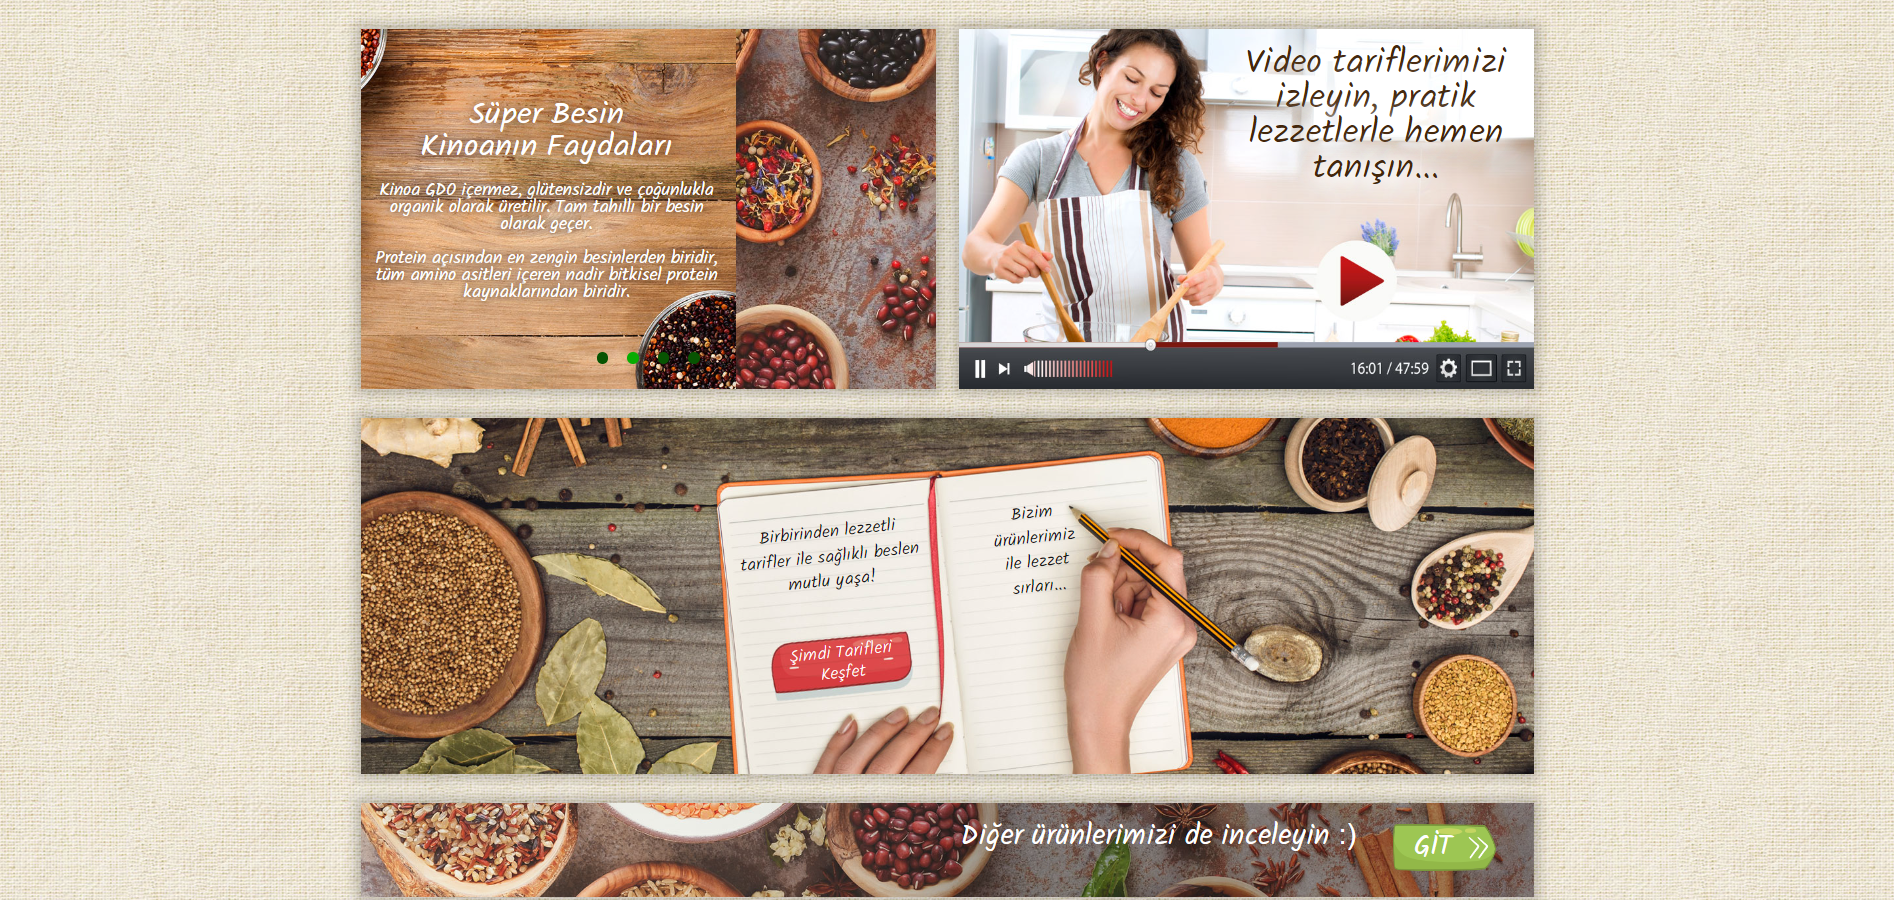 Süper Besin
Kinoanın Faydaları
Kinoa GDO içermez, glütensizdir ve çoğunlukla
organik olarak üretilir. Tam tahıllı bir besin
olarak geçer.
Protein açısından en zengin besinlerden biridir,
tüm amino asitleri içeren nadir bitkisel protein
kaynaklarından biridir.
Video tariflerimizi
izleyin, pratik
lezzetlerle hemen
tanışın...
16:01 / 47:59
Birbirinden lezzetli
tarifler ile sağlıklı beslen
mutlu yaşa!
Şimdi Tarifleri
Keşfet
Bizim
ürünlerimiz
ile lezzet
sırları...
Diğer ürünlerimizi de inceleyin :)
GİT